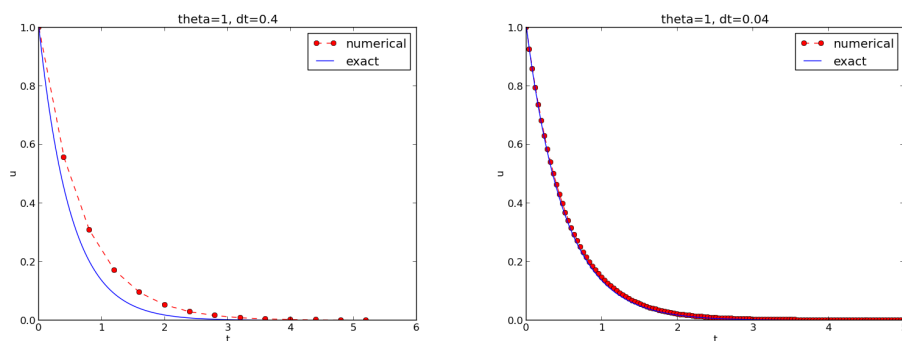 theta=1, dt=0.4
1.0
0.8
0.6
0.4
0.2
0.0
u
0 1 2 3 4 5 6
t
numerical
exact
theta=1, dt=0.04
1.0
0.8
0.6
0.4
0.2
0.0
u
0 1 2 3 4 5
t
numerical
exact